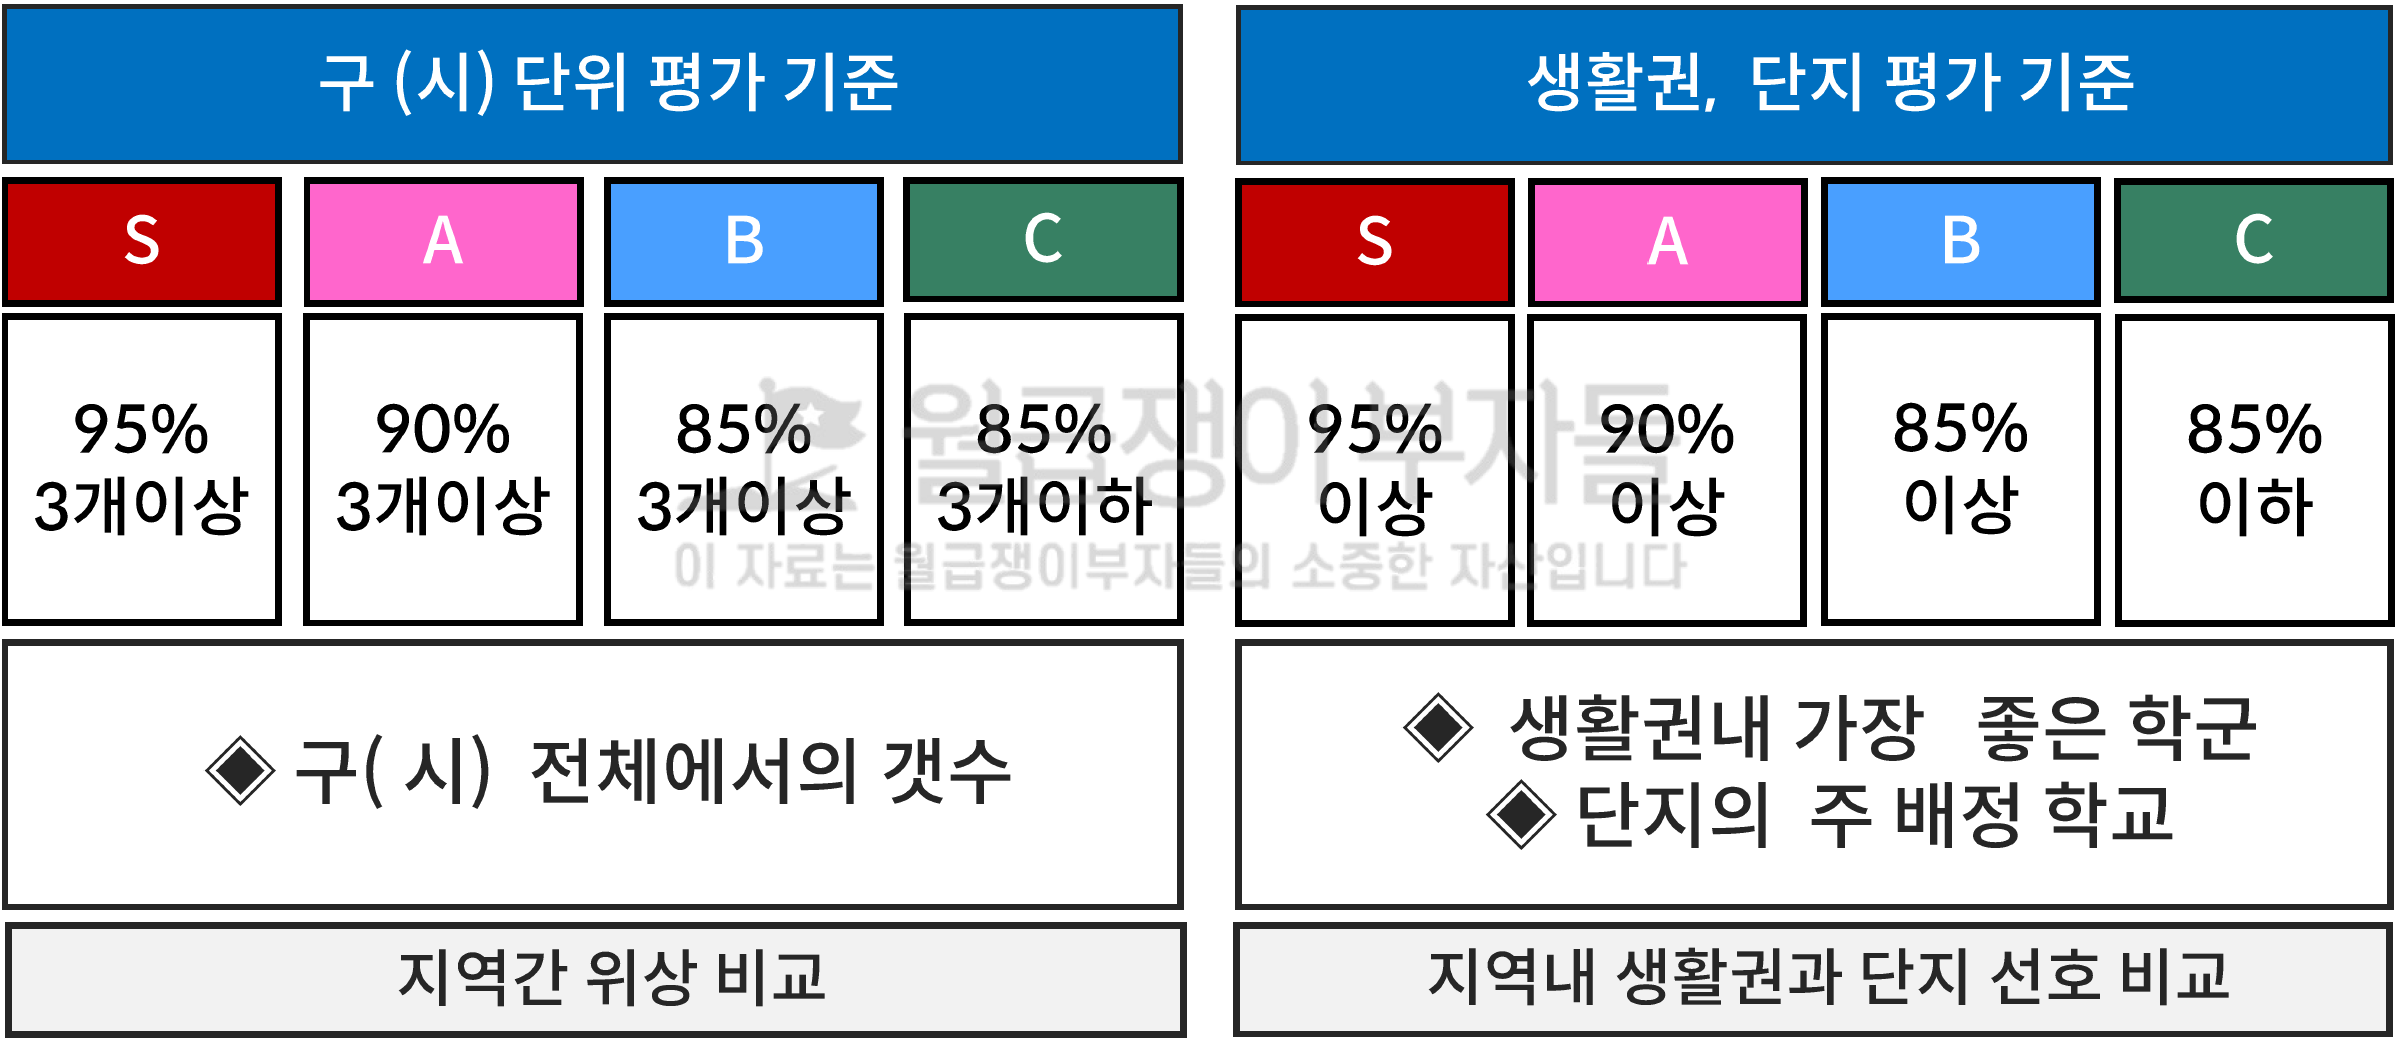 구 (시) 단위 평가 기준
S
A
B
C
95%
3개이상
90%
3개이상
85%
3개이상
85%
3개이하
◈ 구( 시) 전체에서의 갯수
지역간 위상 비교
생활권, 단지 평가 기준
S
A
B
C
95%
이상
90%
이상
85%
이상
85%
이하
◈ 생활권내 가장 좋은 학군
◈ 단지의 주 배정 학교
지역내 생활권과 단지 선호 비교
월급쟁이부자들
이 자료는 월급쟁이부자들의 소중한 자산입니다